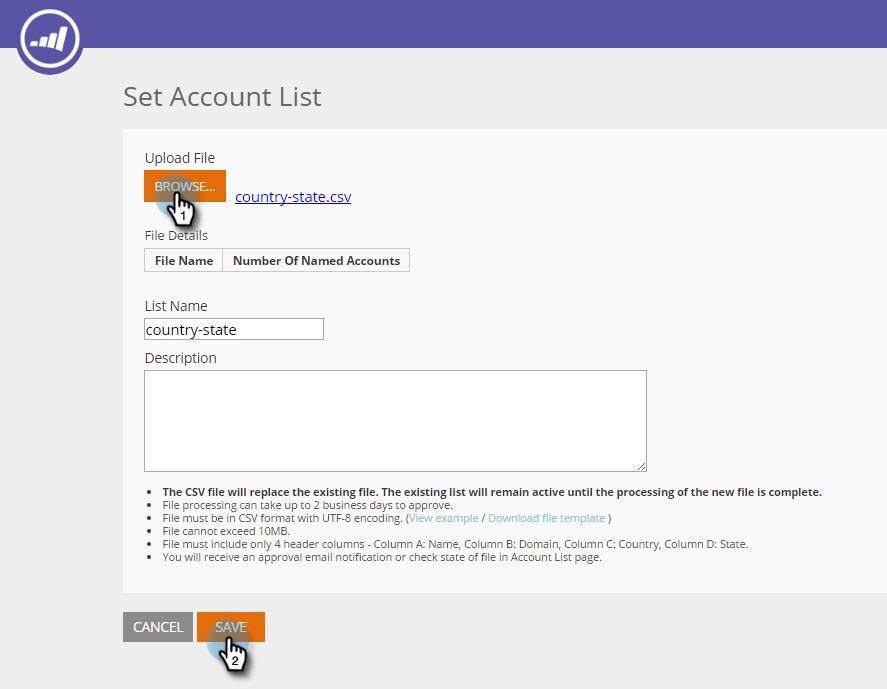 Set Account List
Upload File
BROWSE...
country-state.csv
1
File Details
File Name Number Of Named Accounts
List Name
country-state
Description
• The CSV file will replace the existing file. The existing list will remain active until the processing of the new file is complete.
• File processing can take up to 2 business days to approve.
• File must be in CSV format with UTF-8 encoding. (View example / Download file template )
• File cannot exceed 10MB.
• File must include only 4 header columns - Column A: Name, Column B: Domain, Column C: Country, Column D: State.
• You will receive an approval email notification or check state of file in Account List page.
CANCEL SAVE
2